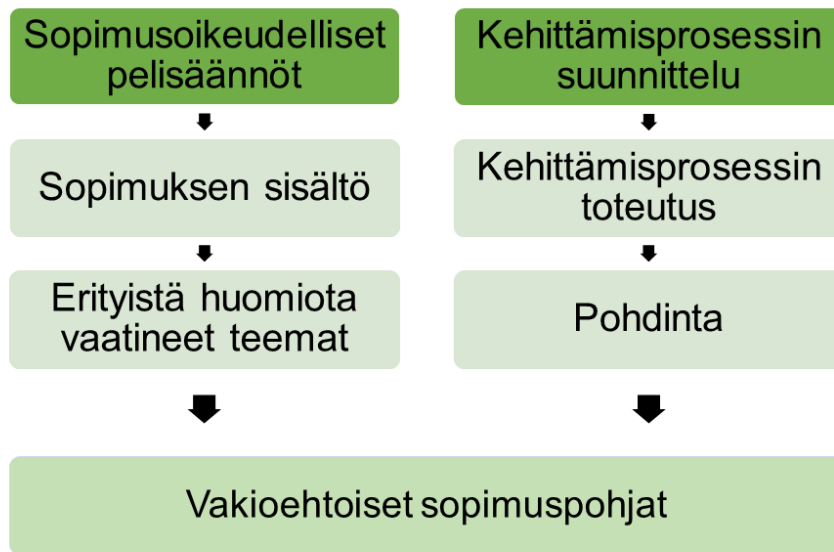 Sopimusoikeudelliset
pelisäännöt
Sopimuksen sisältö
Erityistä huomiota
vaatineet teemat
Kehittämisprosessin
suunnittelu
Kehittämisprosessin
toteutus
Pohdinta
Vakioehtoiset sopimuspohjat